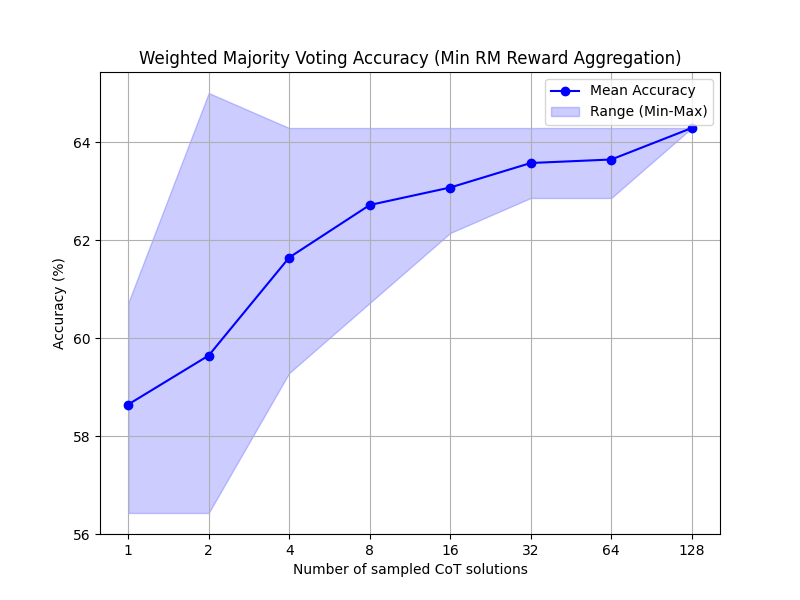 Weighted Majority Voting Accuracy (Min RM Reward Aggregation)
Mean Accuracy
Range (Min-Max)
Accuracy (%)
64
62
60
58
56
1 2 4 8 16 32 64 128
Number of sampled CoT solutions